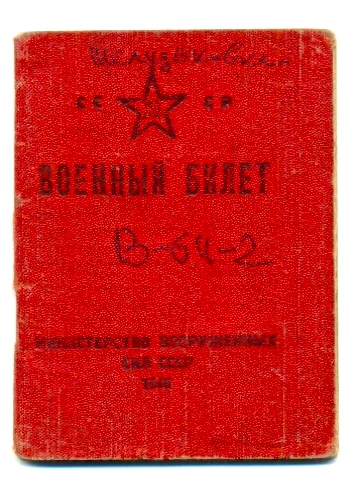 СС СР
ВОЕННЫЙ БИЛЕТ
В-64-2
МИНИСТЕРСТВО ВООРУЖЕННЫХ
СИЛ СССР